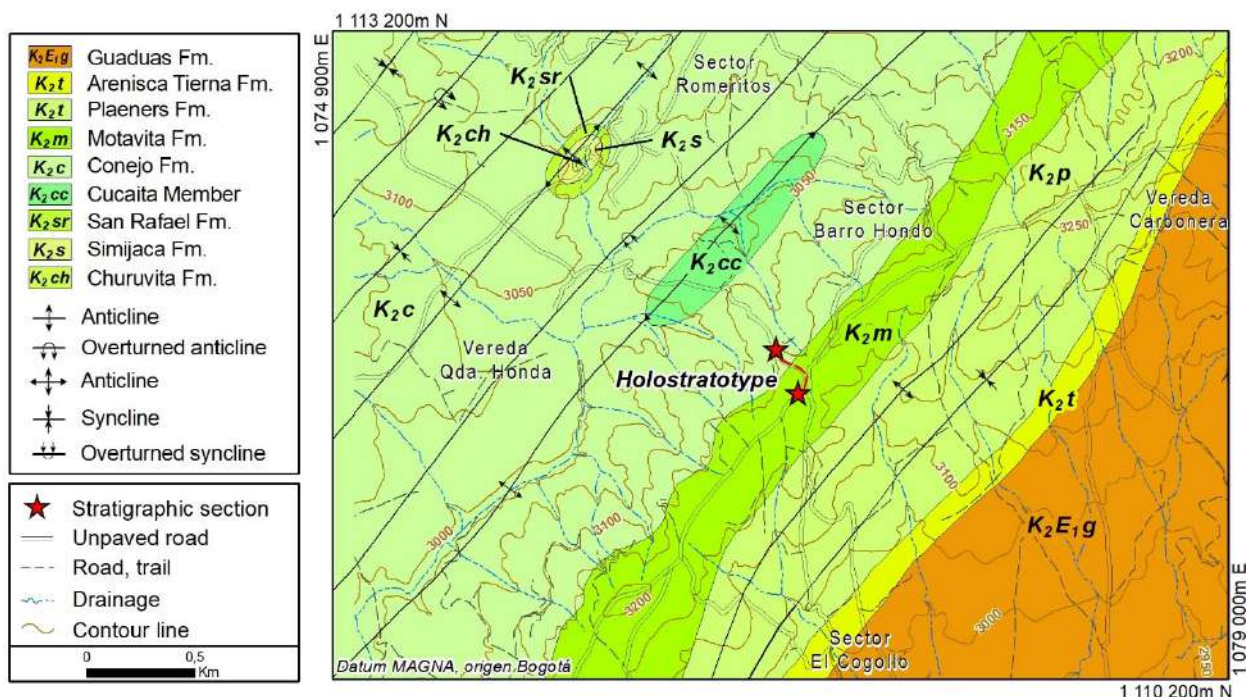 K2E1g Guaduas Fm.
K2t Arenisca Tierna Fm.
K2t Plaeners Fm.
K2m Motavita Fm.
K2c Conejo Fm.
K2cc Cucaita Member
K2sr San Rafael Fm.
K2s Simijaca Fm.
K2ch Churuvita Fm.
Anticline
Overturned anticline
Anticline
Syncline
Overturned syncline
Stratigraphic section
Unpaved road
Road, trail
Drainage
Contour line
0 0,5
Km
1 113 200m N
1 074 900m E
K2sr
K2ch
K2s
Sector
Romeritos
3200
3150
K2p
3100
3050
Sector
Barro Hondo
Vereda
Carbonera
3250
K2cc
3050
K2c
Vereda
Qda. Honda
K2m
Holostratotype
K2t
3100
K2E1g
3000
3100
3200
3000
Sector
El Cogollo
2950
Datum MAGNA, origen Bogotá
1 079 000m E
1 110 200m N